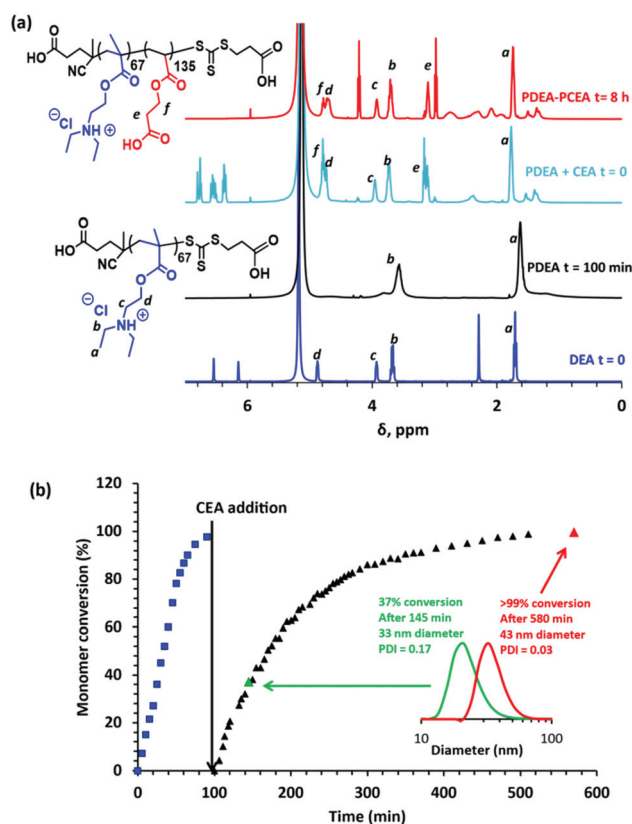 (a)
HO
O
CN
67
O
O
135
O
O
S
S
S
O
OH
e
f
Cl
NH
HO
O
f
d
c
b
e
a
PDEA-PCEA t= 8 h
f
d
c
b
e
a
PDEA + CEA t= 0
HO
O
CN
67
S
S
S
O
OH
O
O
c
d
Cl
b
NH
a
b
a
PDEA t= 100 min
d
c
b
a
DEA t= 0
6
4
2
0
δ, ppm
(b)
120
100
80
60
40
20
0
Monomer conversion (%)
CEA addition
37% conversion
After 145 min
33 nm diameter
PDI = 0.17
>99% conversion
After 580 min
43 nm diameter
PDI = 0.03
10
100
Diameter (nm)
0
100
200
300
400
500
600
Time (min)